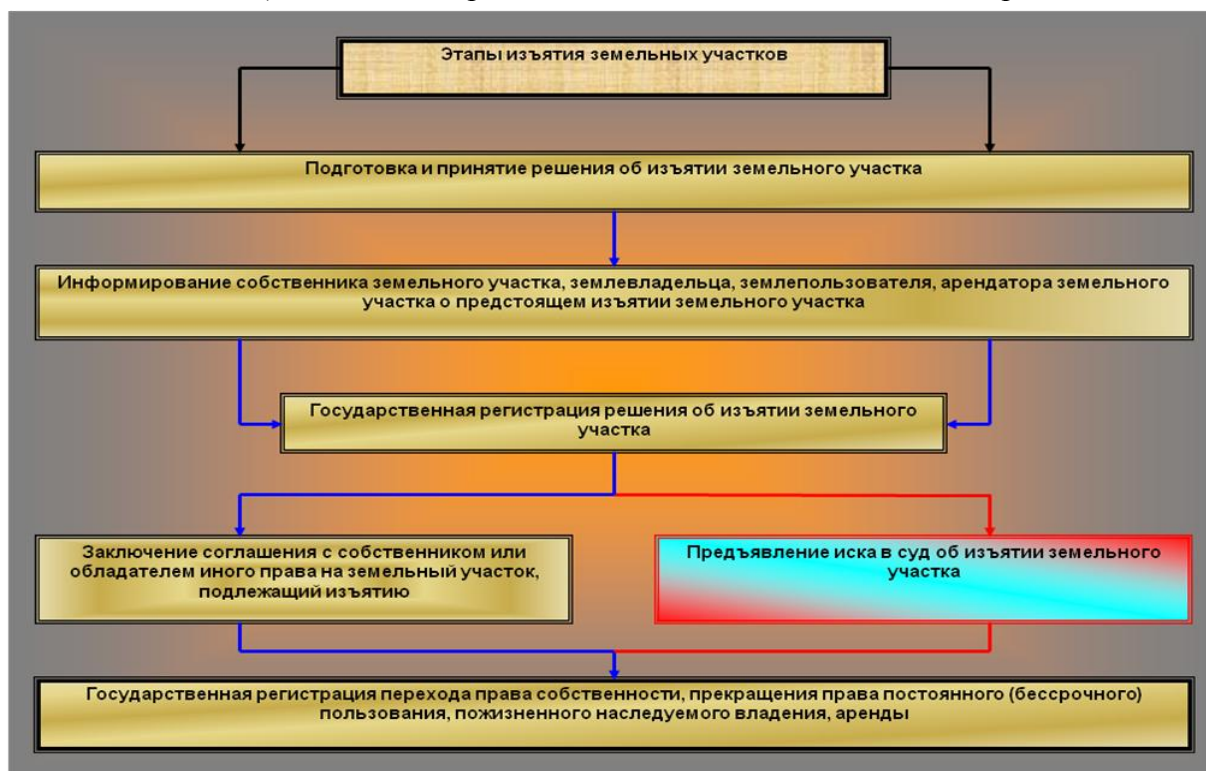 Этапы изъятия земельных участков
Подготовка и принятие решения об изъятии земельного участка
Информирование собственника земельного участка, землевладельца, землепользователя, арендатора земельного
участка о предстоящем изъятии земельного участка
Государственная регистрация решения об изъятии земельного
участка
Заключение соглашения с собственником или
обладателем иного права на земельный участок,
подлежащий изъятию
Предъявление иска в суд об изъятии земельного
участка
Государственная регистрация перехода права собственности, прекращения права постоянного (бессрочного)
пользования, пожизненного наследуемого владения, аренды